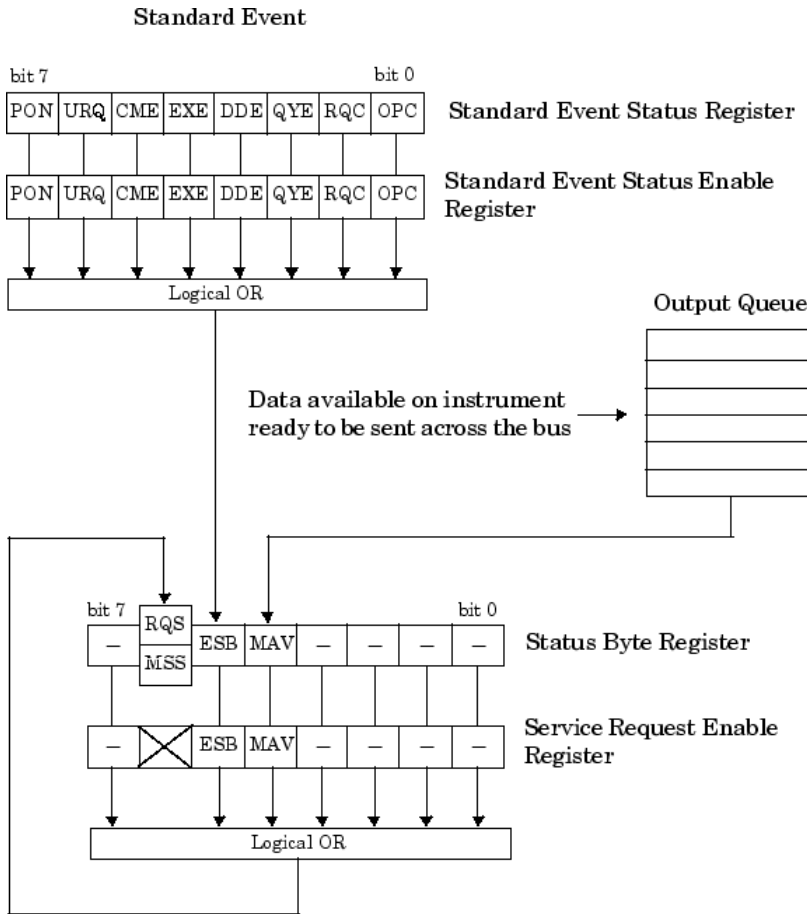 Standard Event
bit 7 bit 0
PON URQ CME EXE DDE QYE RQC OPC
Standard Event Status Register
PON URQ CME EXE DDE QYE RQC OPC
Standard Event Status Enable
Register
Logical OR
Output Queue
Data available on instrument
ready to be sent across the bus
bit 7 bit 0
RQS
MSS
– ESB MAV – – – –
Status Byte Register
– ESB MAV – – – –
Service Request Enable
Register
Logical OR